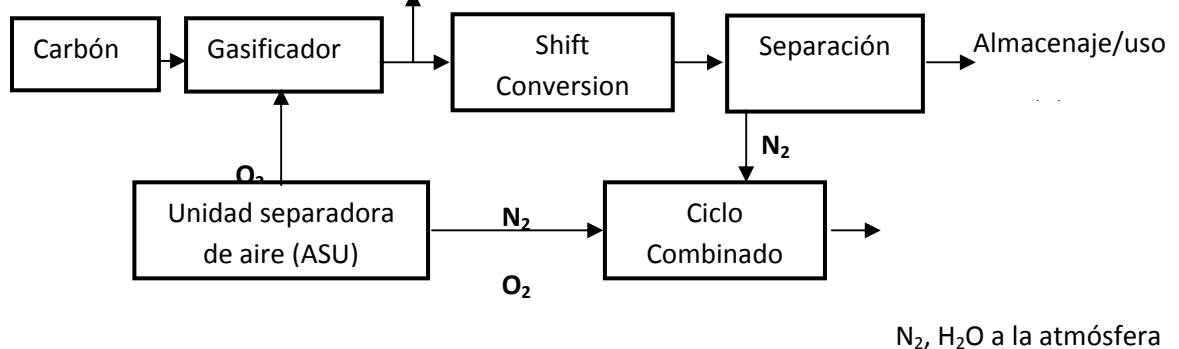 Carbón
Gasificador
Shift
Conversion
Separación
Almacenaje/uso
N₂
O₂
Unidad separadora
de aire (ASU)
N₂
O₂
Ciclo
Combinado
N₂, H₂O a la atmósfera